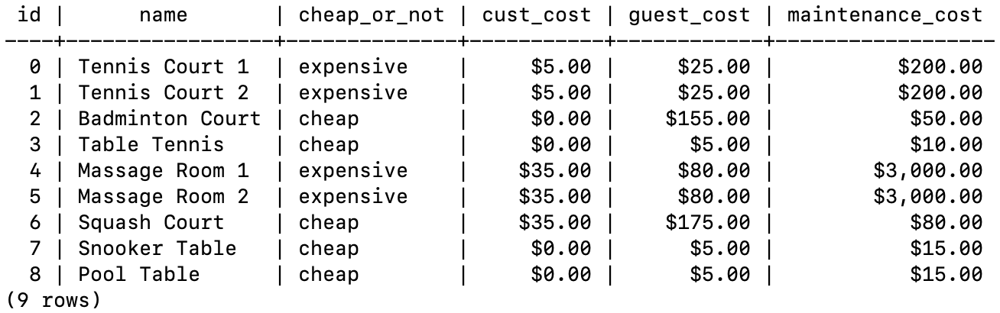 id |      name       | cheap_or_not | cust_cost | guest_cost | maintenance_cost
----+-----------------+--------------+-----------+------------+------------------
  0 | Tennis Court 1  | expensive    |     $5.00 |     $25.00 |          $200.00
  1 | Tennis Court 2  | expensive    |     $5.00 |     $25.00 |          $200.00
  2 | Badminton Court | cheap        |     $0.00 |    $155.00 |           $50.00
  3 | Table Tennis    | cheap        |     $0.00 |      $5.00 |           $10.00
  4 | Massage Room 1  | expensive    |    $35.00 |     $80.00 |        $3,000.00
  5 | Massage Room 2  | expensive    |    $35.00 |     $80.00 |        $3,000.00
  6 | Squash Court    | cheap        |    $35.00 |    $175.00 |           $80.00
  7 | Snooker Table   | cheap        |     $0.00 |      $5.00 |           $15.00
  8 | Pool Table      | cheap        |     $0.00 |      $5.00 |           $15.00
(9 rows)